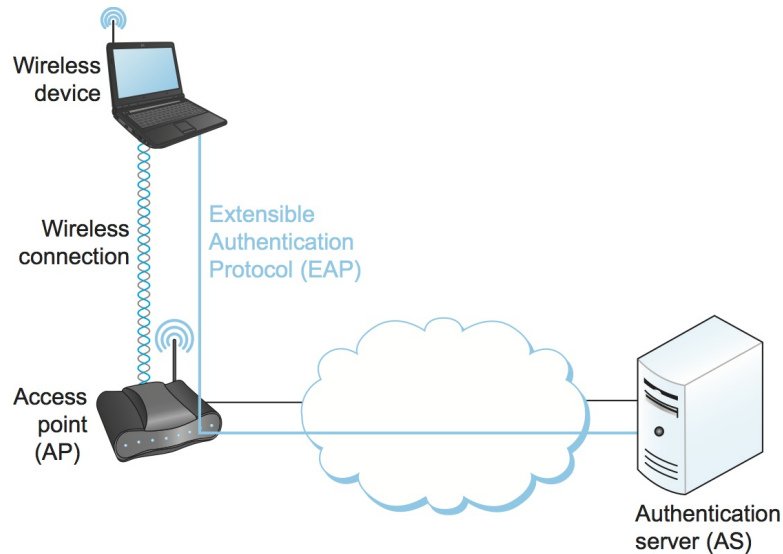 Wireless
device
Wireless
connection
Extensible
Authentication
Protocol (EAP)
Access
point
(AP)
Authentication
server (AS)